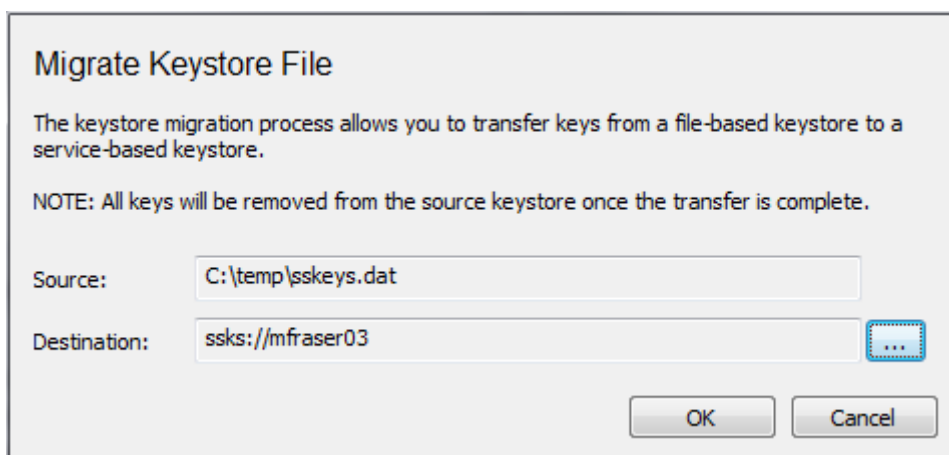 Migrate Keystore File
The keystore migration process allows you to transfer keys from a file-based keystore to a
service-based keystore.
NOTE: All keys will be removed from the source keystore once the transfer is complete.
Source: C:\temp\sskeys.dat
Destination: ssks://mfraser03 ...
OK Cancel